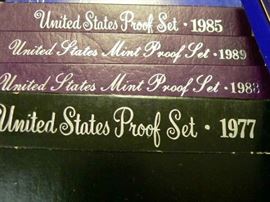 United States Proof Set · 1985
United States Mint Proof Set · 1989
United States Mint Proof Set · 1988
United States Proof Set · 1977